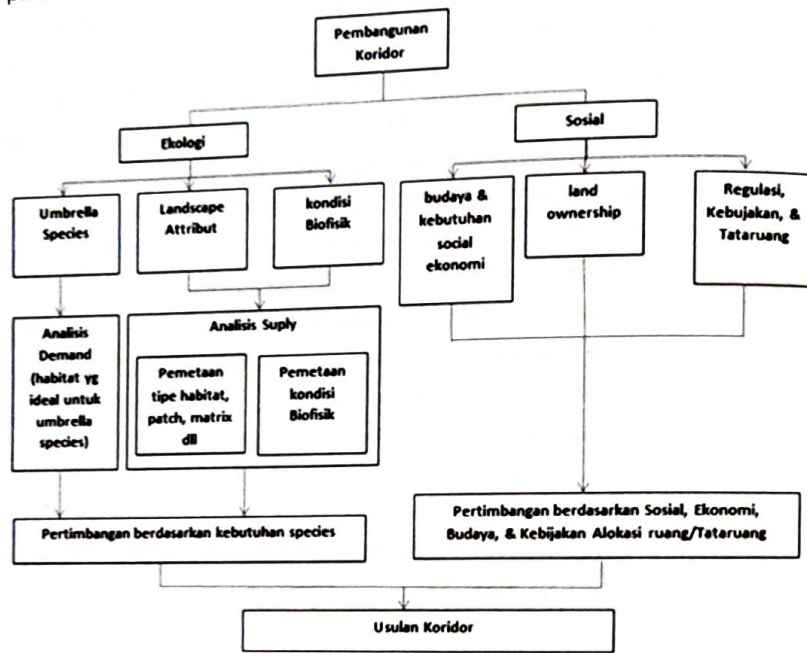 Pembangunan
Koridor
Ekologi
Sosial
Umbrella
Species
Landscape
Attribut
kondisi
Biofisik
budaya &
kebutuhan
social
ekonomi
land
ownership
Regulasi,
Kebujakan, &
Tataruang
Analisis
Demand
(habitat yg
ideal untuk
umbrella
species)
Analisis Suply
Pemetaan
tipe habitat,
patch, matrix
dll
Pemetaan
kondisi
Biofisik
Pertimbangan berdasarkan kebutuhan species
Pertimbangan berdasarkan Sosial, Ekonomi,
Budaya, & Kebijakan Alokasi ruang/Tataruang
Usulan Koridor